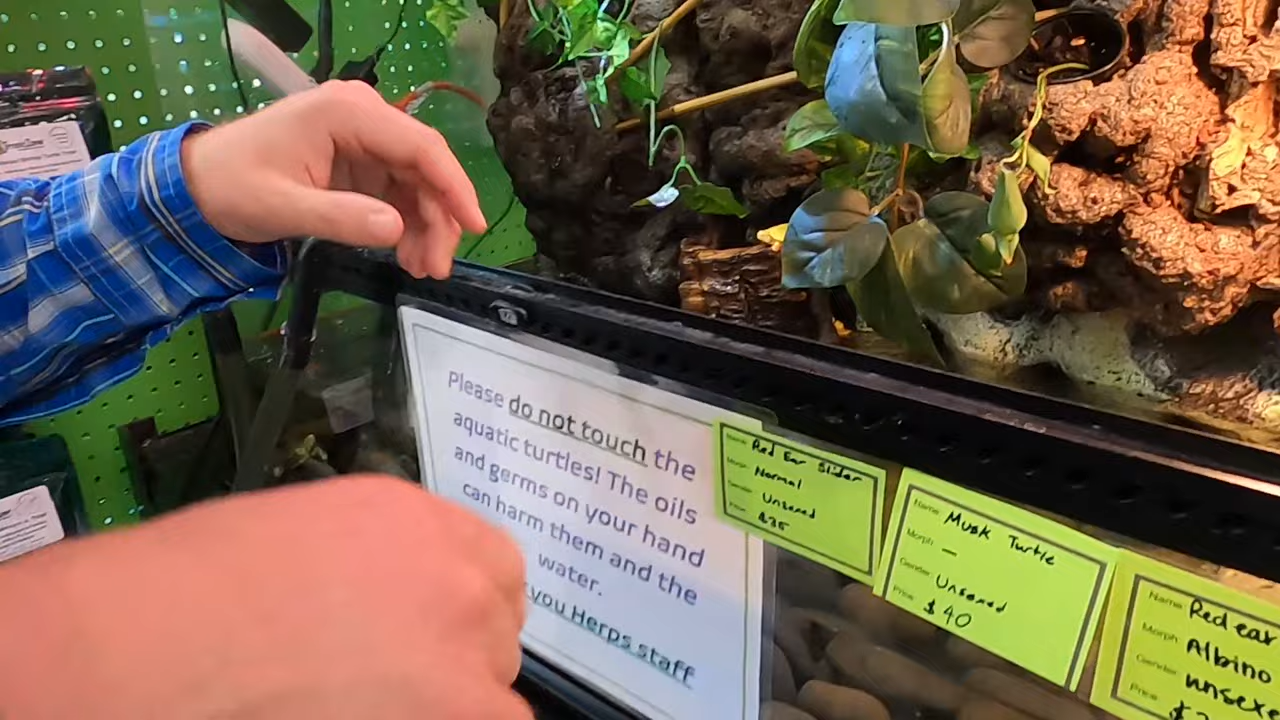 Please do not touch the
aquatic turtles! The oils
and germs on your hand
can harm them and the
water.
you Herps staff
Name: Red Ear Slider
Morph: Normal
Gender: Unsexed
Price: $35
Name: Musk Turtle
Morph: —
Gender: Unsexed
Price: $40
Name: Red ear
Morph: Albino
Gender: unsexe
Price: $